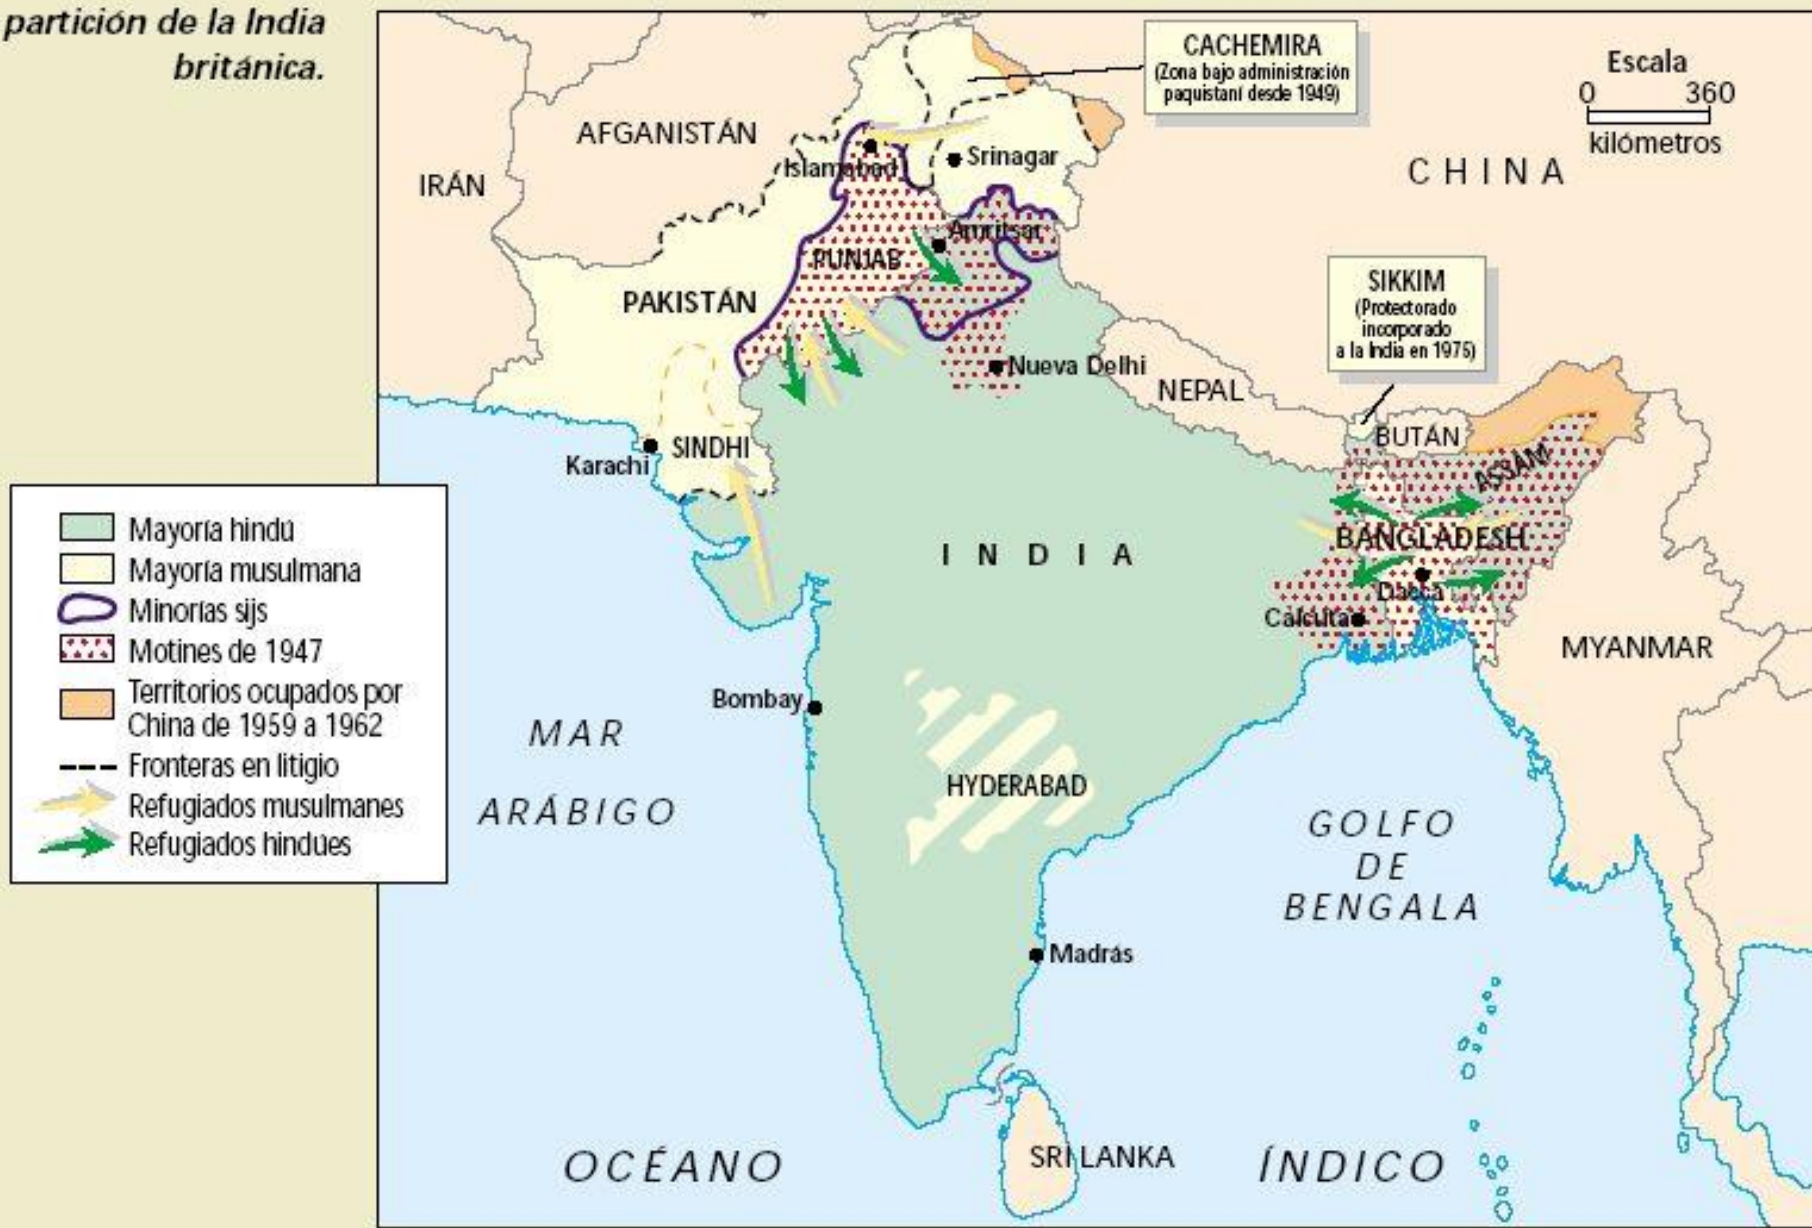 partición de la India
británica.
CACHEMIRA
(Zona bajo administración
paquistaní desde 1949)
Escala
0 360
kilómetros
AFGANISTÁN
IRÁN
Islamabad
Srinagar
CHINA
Amritsar
PUNJAB
PAKISTÁN
SIKKIM
(Protectorado
incorporado
a la India en 1975)
Nueva Delhi
NEPAL
BUTÁN
ASSAM
SINDHI
Karachi
BANGLADESH
INDIA
Dacca
Calcuta
MYANMAR
Mayoría hindú
Mayoría musulmana
Minorías sijs
Motines de 1947
Territorios ocupados por
China de 1959 a 1962
Fronteras en litigio
Refugiados musulmanes
Refugiados hindúes
Bombay
MAR
ARÁBIGO
HYDERABAD
GOLFO
DE
BENGALA
Madrás
OCÉANO
SRI LANKA
ÍNDICO